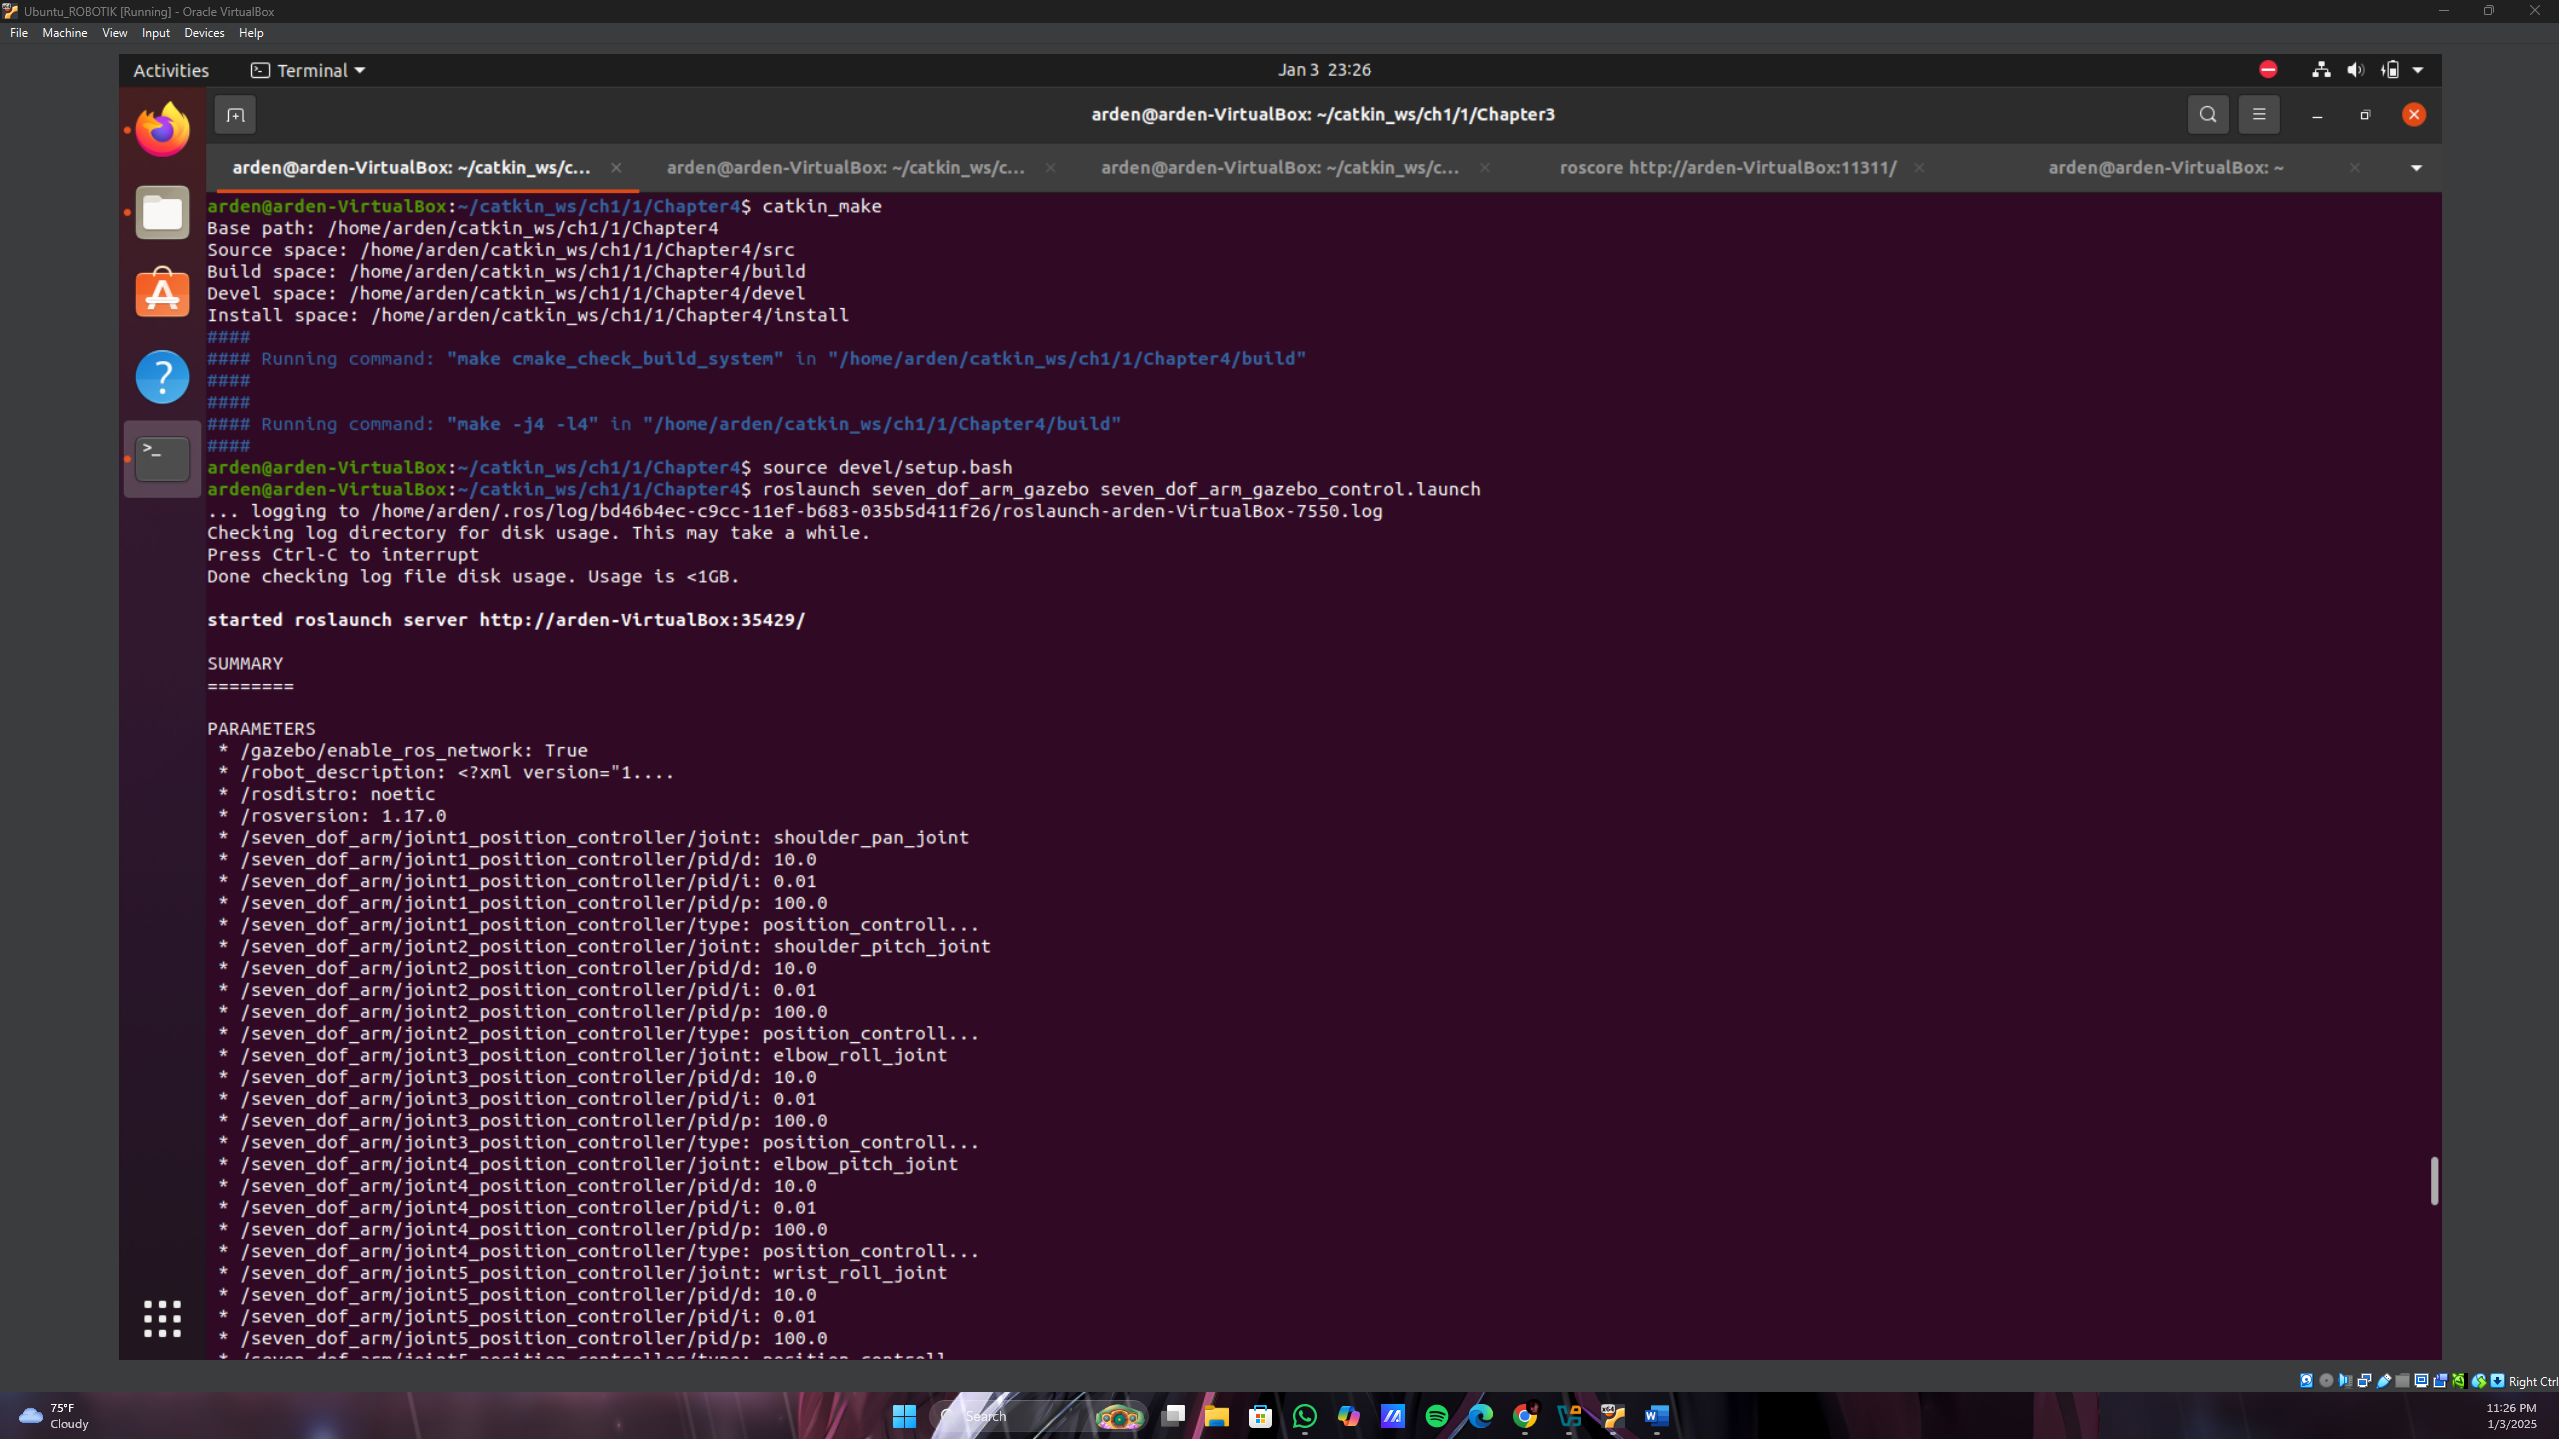 Ubuntu_ROBOTIK [Running] - Oracle VirtualBox
File Machine View Input Devices Help
Activities Terminal Jan 3 23:26
arden@arden-VirtualBox: ~/catkin_ws/ch1/1/Chapter3
arden@arden-VirtualBox: ~/catkin_ws/c... arden@arden-VirtualBox: ~/catkin_ws/c... arden@arden-VirtualBox: ~/catkin_ws/c... roscore http://arden-VirtualBox:11311/ arden@arden-VirtualBox: ~
arden@arden-VirtualBox:~/catkin_ws/ch1/1/Chapter4$ catkin_make
Base path: /home/arden/catkin_ws/ch1/1/Chapter4
Source space: /home/arden/catkin_ws/ch1/1/Chapter4/src
Build space: /home/arden/catkin_ws/ch1/1/Chapter4/build
Devel space: /home/arden/catkin_ws/ch1/1/Chapter4/devel
Install space: /home/arden/catkin_ws/ch1/1/Chapter4/install
####
#### Running command: "make cmake_check_build_system" in "/home/arden/catkin_ws/ch1/1/Chapter4/build"
####
####
#### Running command: "make -j4 -l4" in "/home/arden/catkin_ws/ch1/1/Chapter4/build"
####
arden@arden-VirtualBox:~/catkin_ws/ch1/1/Chapter4$ source devel/setup.bash
arden@arden-VirtualBox:~/catkin_ws/ch1/1/Chapter4$ roslaunch seven_dof_arm_gazebo seven_dof_arm_gazebo_control.launch
... logging to /home/arden/.ros/log/bd46b4ec-c9cc-11ef-b683-035b5d411f26/roslaunch-arden-VirtualBox-7550.log
Checking log directory for disk usage. This may take a while.
Press Ctrl-C to interrupt
Done checking log file disk usage. Usage is <1GB.
started roslaunch server http://arden-VirtualBox:35429/
SUMMARY
========
PARAMETERS
* /gazebo/enable_ros_network: True
* /robot_description: <?xml version="1....
* /rosdistro: noetic
* /rosversion: 1.17.0
* /seven_dof_arm/joint1_position_controller/joint: shoulder_pan_joint
* /seven_dof_arm/joint1_position_controller/pid/d: 10.0
* /seven_dof_arm/joint1_position_controller/pid/i: 0.01
* /seven_dof_arm/joint1_position_controller/pid/p: 100.0
* /seven_dof_arm/joint1_position_controller/type: position_controll...
* /seven_dof_arm/joint2_position_controller/joint: shoulder_pitch_joint
* /seven_dof_arm/joint2_position_controller/pid/d: 10.0
* /seven_dof_arm/joint2_position_controller/pid/i: 0.01
* /seven_dof_arm/joint2_position_controller/pid/p: 100.0
* /seven_dof_arm/joint2_position_controller/type: position_controll...
* /seven_dof_arm/joint3_position_controller/joint: elbow_roll_joint
* /seven_dof_arm/joint3_position_controller/pid/d: 10.0
* /seven_dof_arm/joint3_position_controller/pid/i: 0.01
* /seven_dof_arm/joint3_position_controller/pid/p: 100.0
* /seven_dof_arm/joint3_position_controller/type: position_controll...
* /seven_dof_arm/joint4_position_controller/joint: elbow_pitch_joint
* /seven_dof_arm/joint4_position_controller/pid/d: 10.0
* /seven_dof_arm/joint4_position_controller/pid/i: 0.01
* /seven_dof_arm/joint4_position_controller/pid/p: 100.0
* /seven_dof_arm/joint4_position_controller/type: position_controll...
* /seven_dof_arm/joint5_position_controller/joint: wrist_roll_joint
* /seven_dof_arm/joint5_position_controller/pid/d: 10.0
* /seven_dof_arm/joint5_position_controller/pid/i: 0.01
* /seven_dof_arm/joint5_position_controller/pid/p: 100.0
Right Ctrl
75°F
Cloudy
Search
11:26 PM
1/3/2025